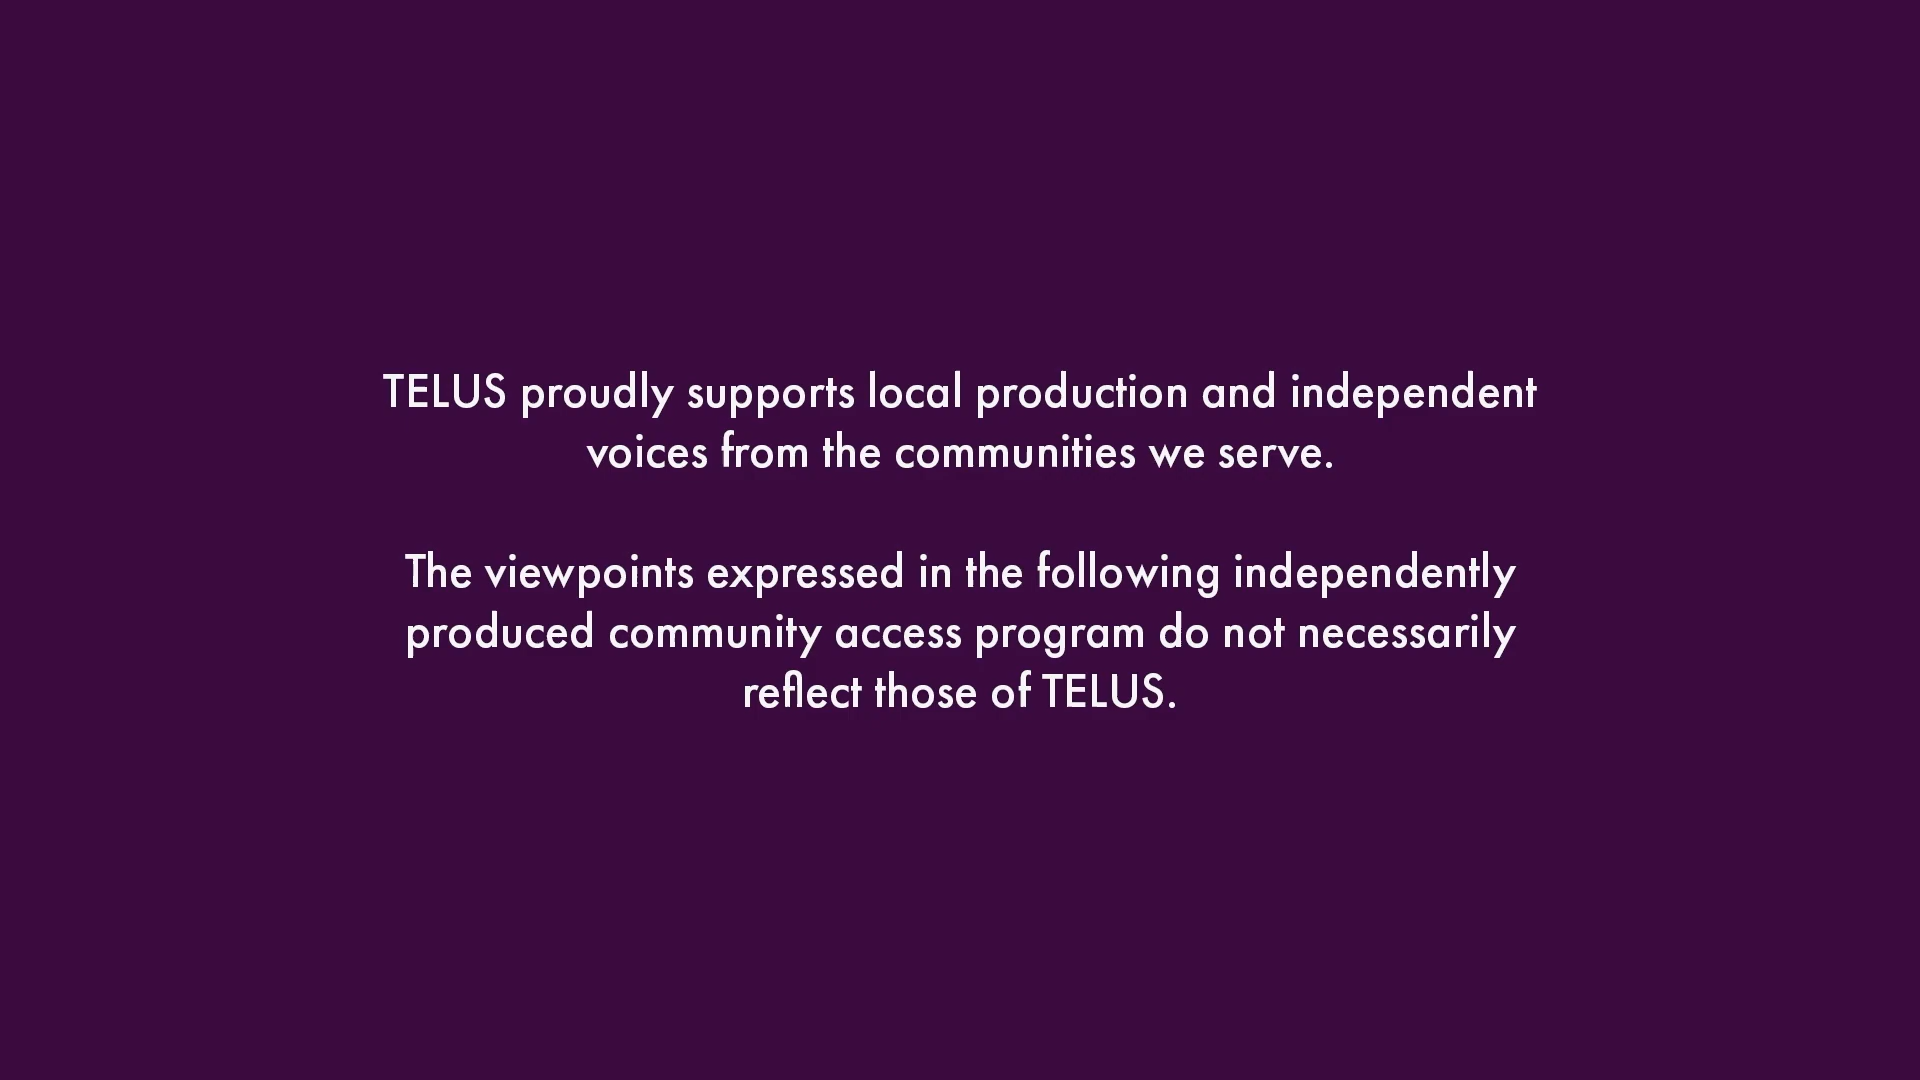 TELUS proudly supports local production and independent
voices from the communities we serve.
The viewpoints expressed in the following independently
produced community access program do not necessarily
reflect those of TELUS.